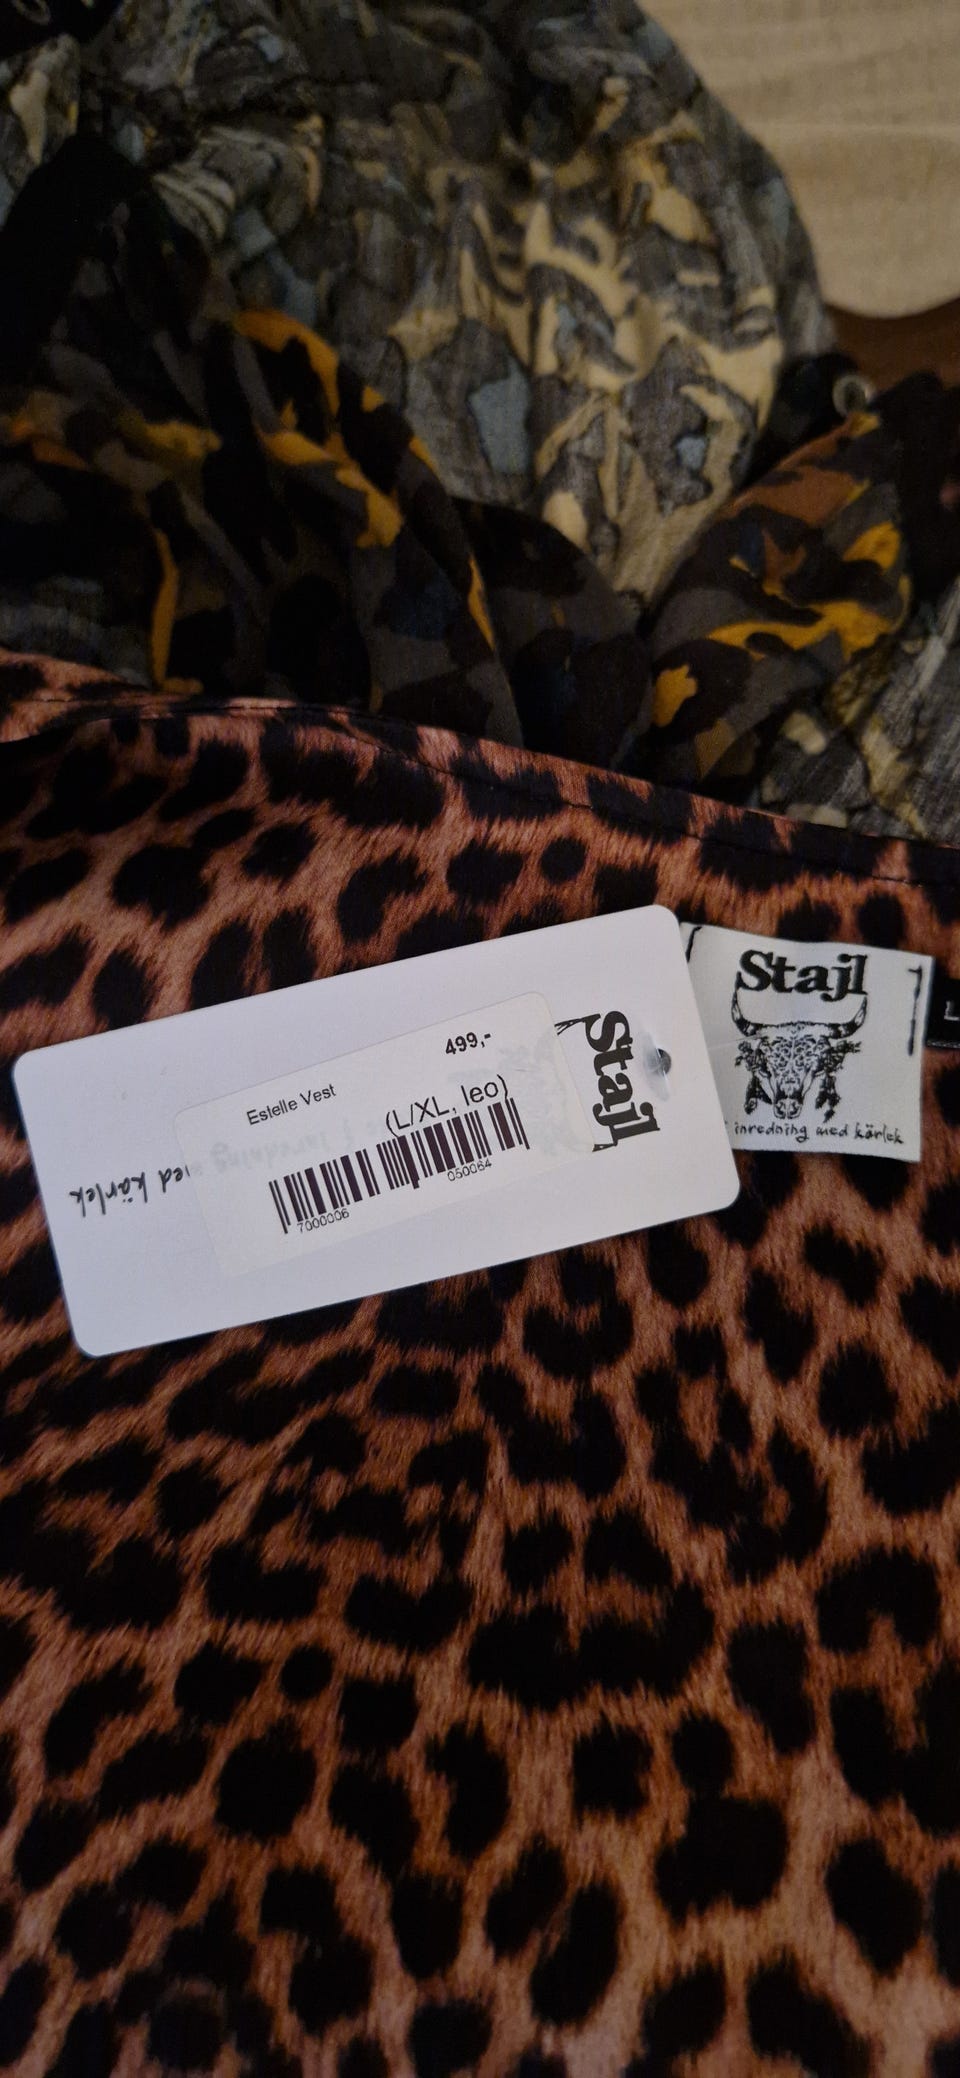 499,-
Estelle Vest
(L/XL, leo)
7000006
050084
med kärlek
Stajl
Stajl
inredning med kärlek
L